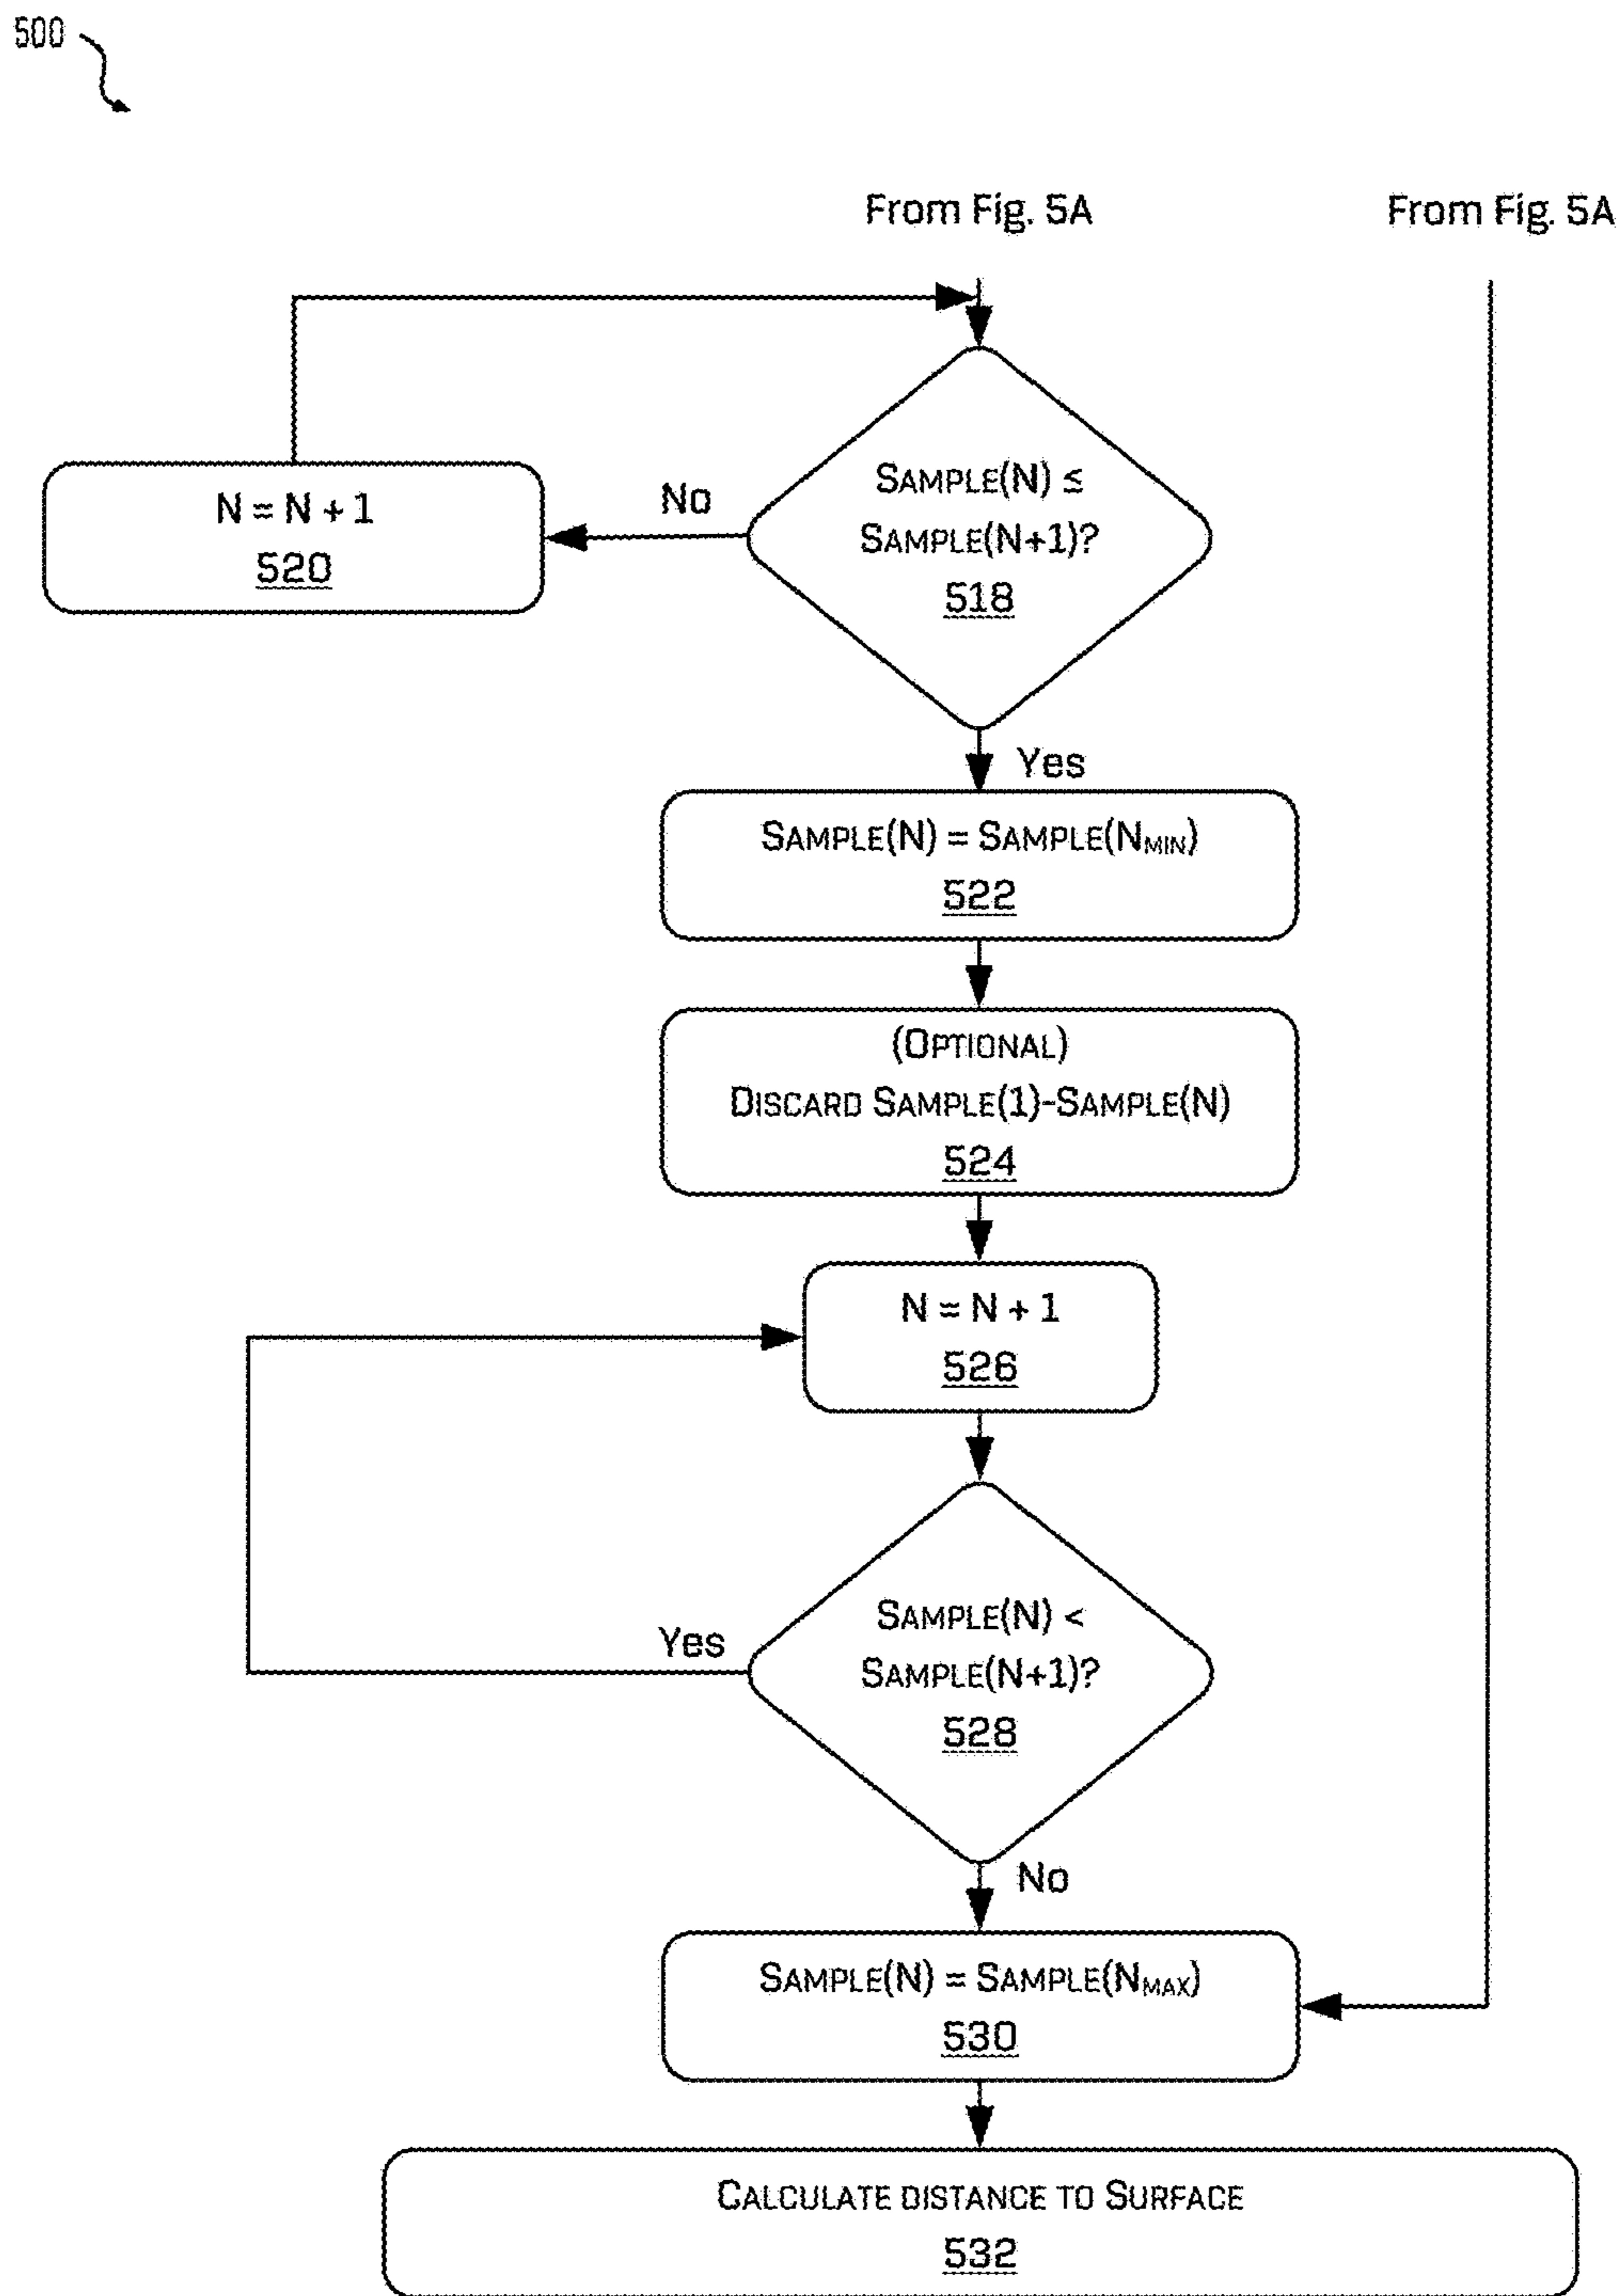 500
From Fig. 5A
From Fig. 5A
SAMPLE(N) ≤
SAMPLE(N+1)?
518
No
N = N + 1
520
Yes
SAMPLE(N) = SAMPLE(NMIN)
522
(OPTIONAL)
DISCARD SAMPLE(1)-SAMPLE(N)
524
N = N + 1
526
SAMPLE(N) <
SAMPLE(N+1)?
528
Yes
No
SAMPLE(N) = SAMPLE(NMAX)
530
CALCULATE DISTANCE TO SURFACE
532